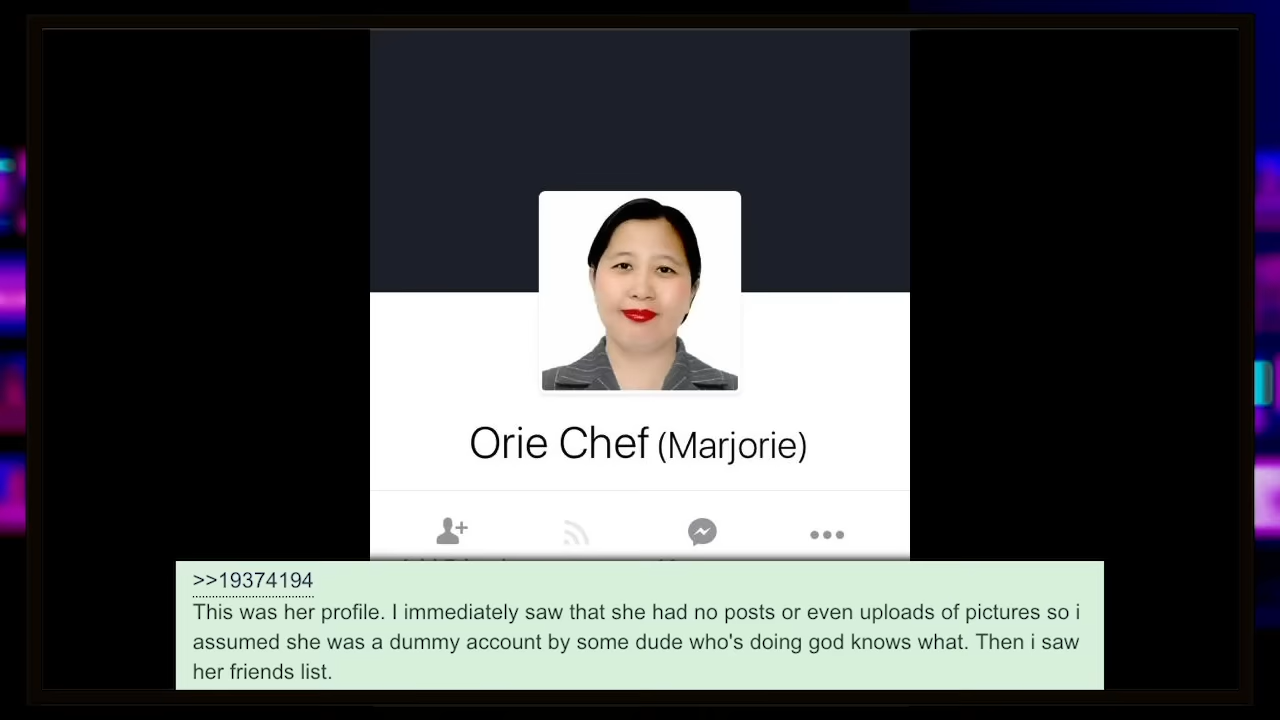 Orie Chef (Marjorie)
>>19374194
This was her profile. I immediately saw that she had no posts or even uploads of pictures so i
assumed she was a dummy account by some dude who's doing god knows what. Then i saw
her friends list.